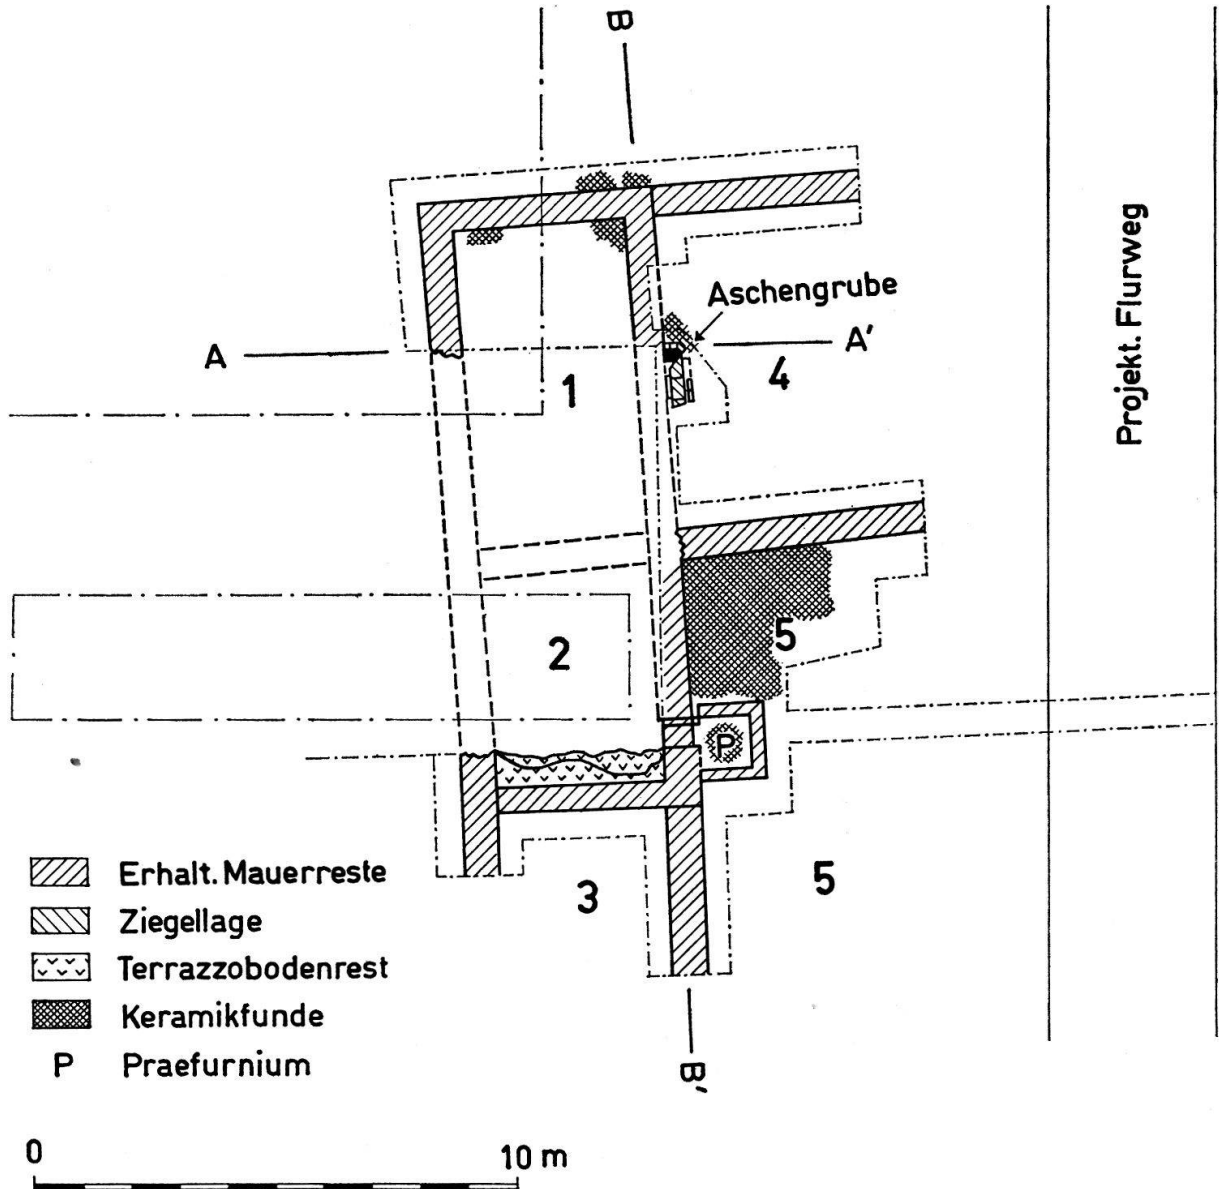 B
Aschengrube
A
A'
1
4
Projekt. Flurweg
2
5
P
3
5
Erhalt. Mauerreste
Ziegellage
Terrazzobodenrest
Keramikfunde
P Praefurnium
B'
0 10 m